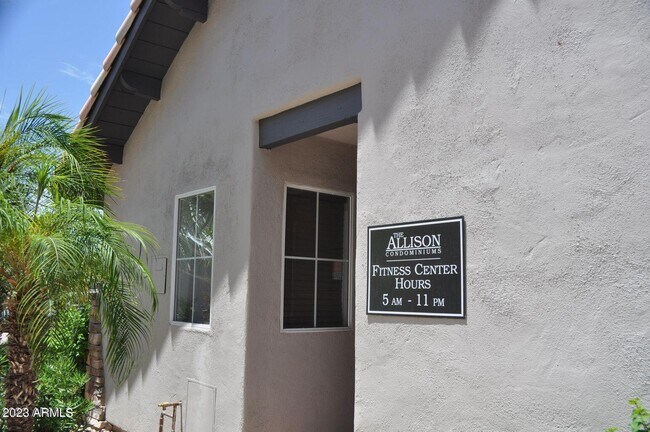 THE
ALLISON
CONDOMINIUMS
FITNESS CENTER
HOURS
5 AM - 11 PM
2023 ARMLS